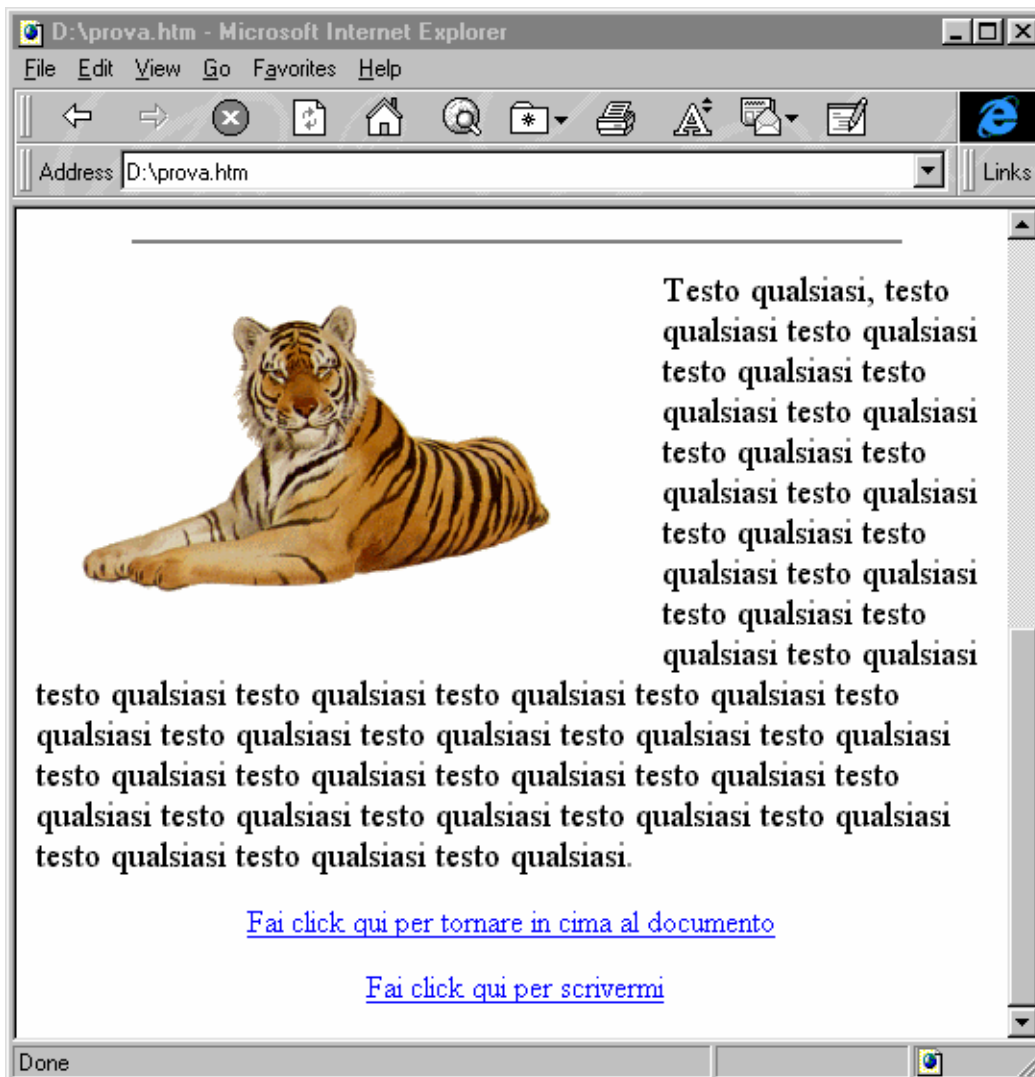 D:\prova.htm - Microsoft Internet Explorer
File Edit View Go Favorites Help
Address D:\prova.htm Links
Testo qualsiasi, testo
qualsiasi testo qualsiasi
testo qualsiasi testo
qualsiasi testo qualsiasi
testo qualsiasi testo
qualsiasi testo qualsiasi
testo qualsiasi testo
qualsiasi testo qualsiasi
testo qualsiasi testo
qualsiasi testo qualsiasi
testo qualsiasi testo qualsiasi testo qualsiasi testo qualsiasi testo
qualsiasi testo qualsiasi testo qualsiasi testo qualsiasi testo qualsiasi
testo qualsiasi testo qualsiasi testo qualsiasi testo qualsiasi testo
qualsiasi testo qualsiasi testo qualsiasi testo qualsiasi testo qualsiasi
testo qualsiasi testo qualsiasi testo qualsiasi.
Fai click qui per tornare in cima al documento
Fai click qui per scrivermi
Done